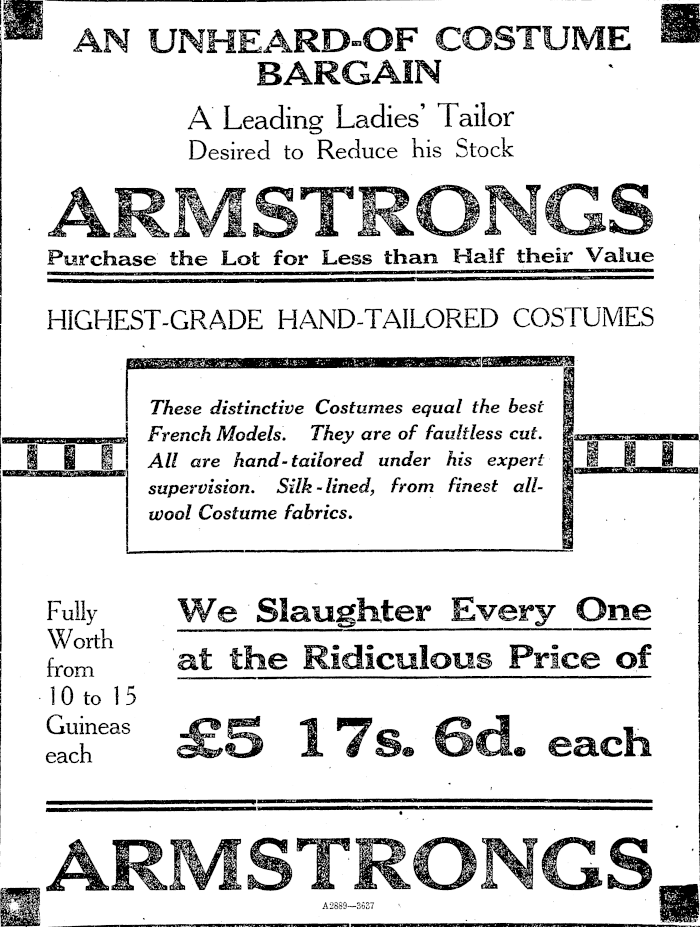 AN UNHEARD-OF COSTUME
BARGAIN
A Leading Ladies' Tailor
Desired to Reduce his Stock
ARMSTRONGS
Purchase the Lot for Less than Half their Value
HIGHEST-GRADE HAND-TAILORED COSTUMES
These distinctive Costumes equal the best
French Models. They are of faultless cut.
All are hand-tailored under his expert
supervision. Silk-lined, from finest all-
wool Costume fabrics.
Fully
Worth
from
10 to 15
Guineas
each
We Slaughter Every One
at the Ridiculous Price of
£5 17s. 6d. each
ARMSTRONGS
A2889—3637